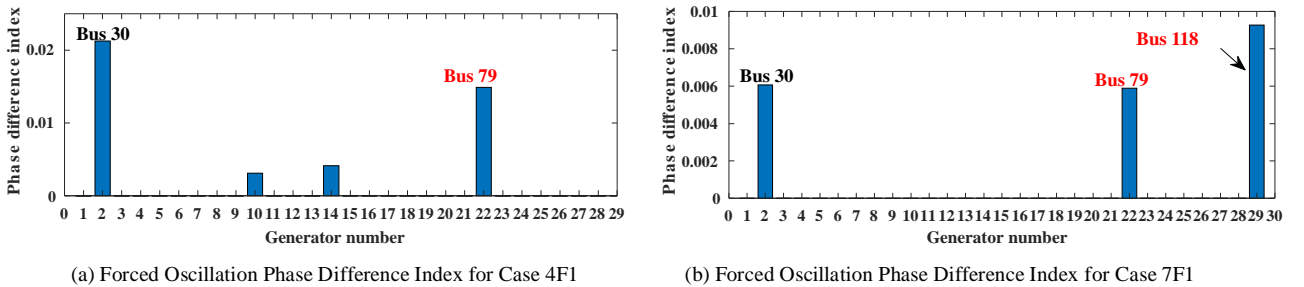 Phase difference index
0.02
0.01
0
Bus 30
Bus 79
0 1 2 3 4 5 6 7 8 9 10 11 12 13 14 15 16 17 18 19 20 21 22 23 24 25 26 27 28 29
Generator number
(a) Forced Oscillation Phase Difference Index for Case 4F1
Phase difference index
0.01
0.008
0.006
0.004
0.002
0
Bus 118
Bus 30
Bus 79
0 1 2 3 4 5 6 7 8 9 10 11 12 13 14 15 16 17 18 19 20 21 22 23 24 25 26 27 28 29 30
Generator number
(b) Forced Oscillation Phase Difference Index for Case 7F1